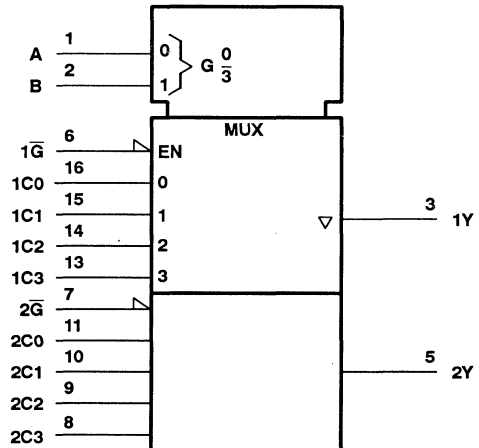 1
A 0 G 0/3
2
B 1
MUX
6
1G̅ EN
16
1C0 0
15
1C1 1
3
1Y
14
1C2 2
13
1C3 3
7
2G̅
11
2C0
10
2C1
5
2Y
9
2C2
8
2C3